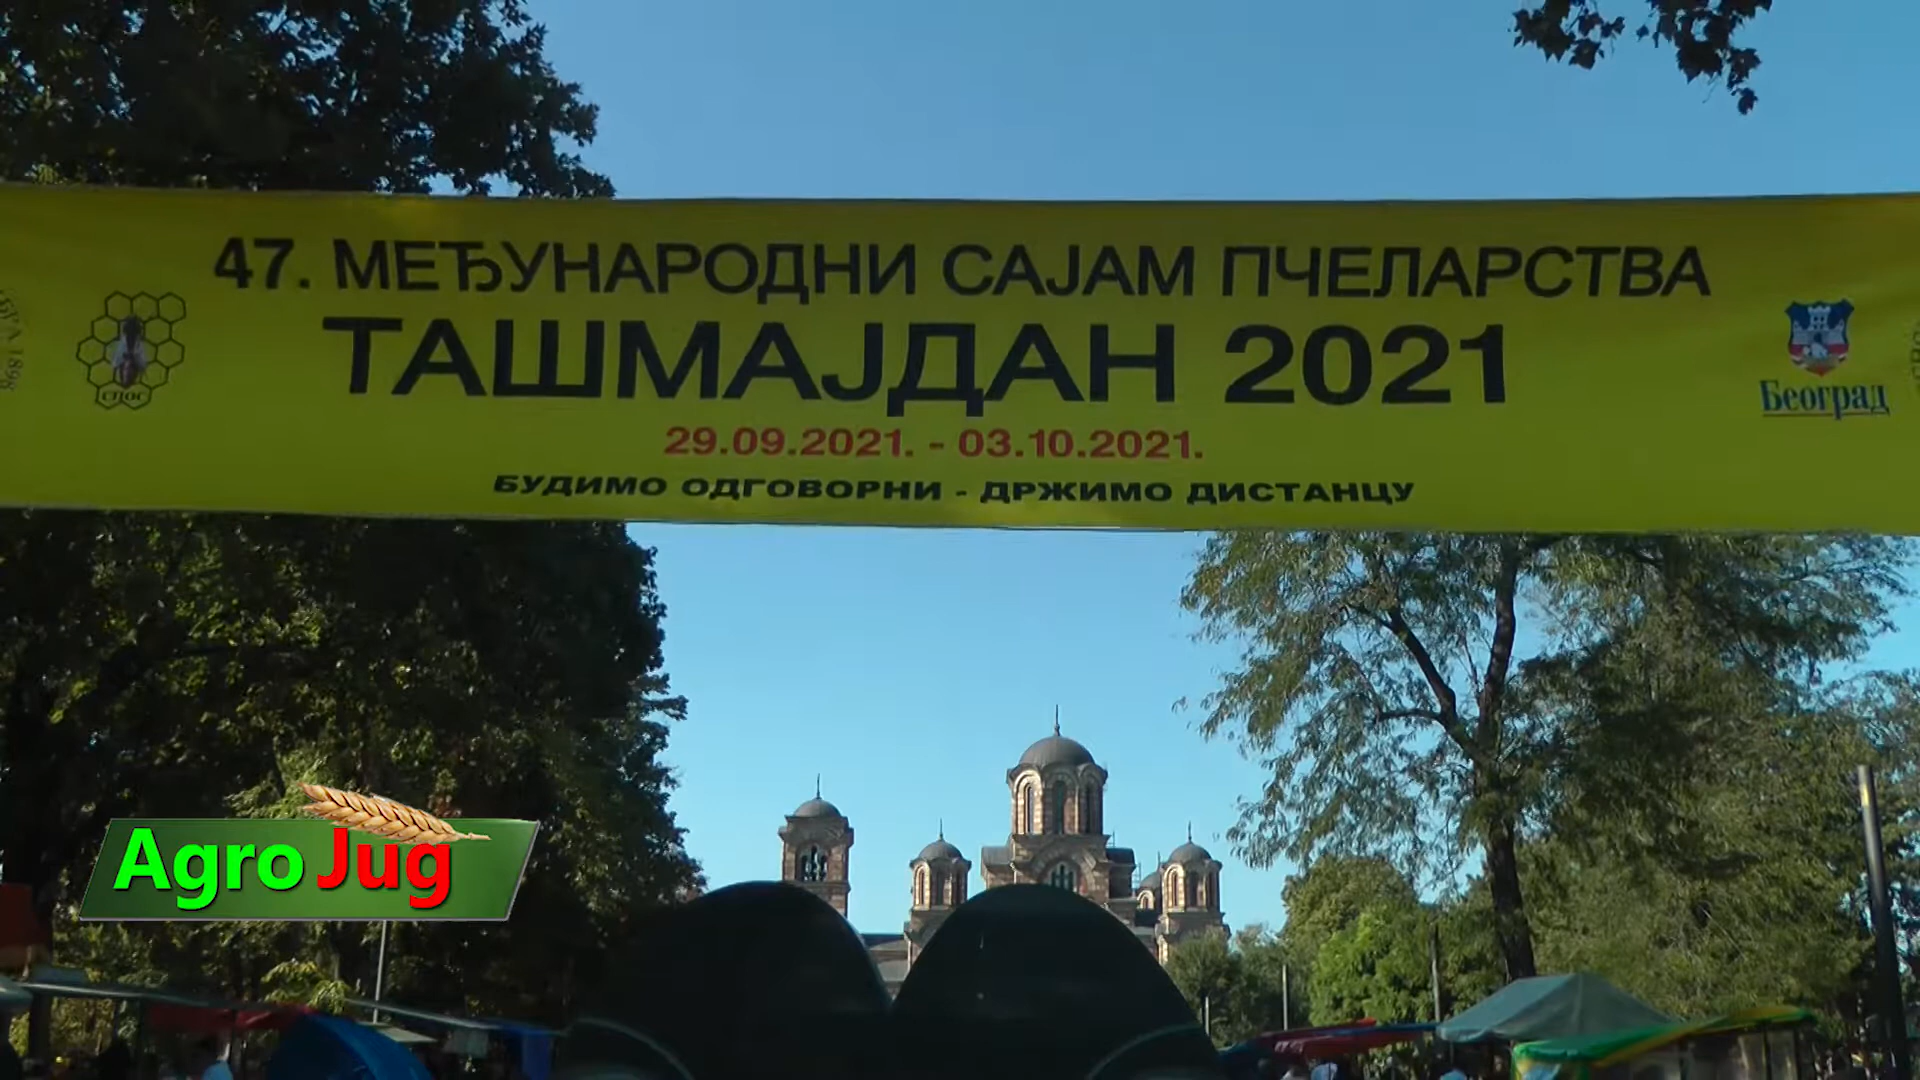 47. МЕЂУНАРОДНИ САЈАМ ПЧЕЛАРСТВА
ТАШМАЈДАН 2021
29.09.2021. - 03.10.2021.
БУДИМО ОДГОВОРНИ - ДРЖИМО ДИСТАНЦУ
СПОС
Београд
Agro Jug